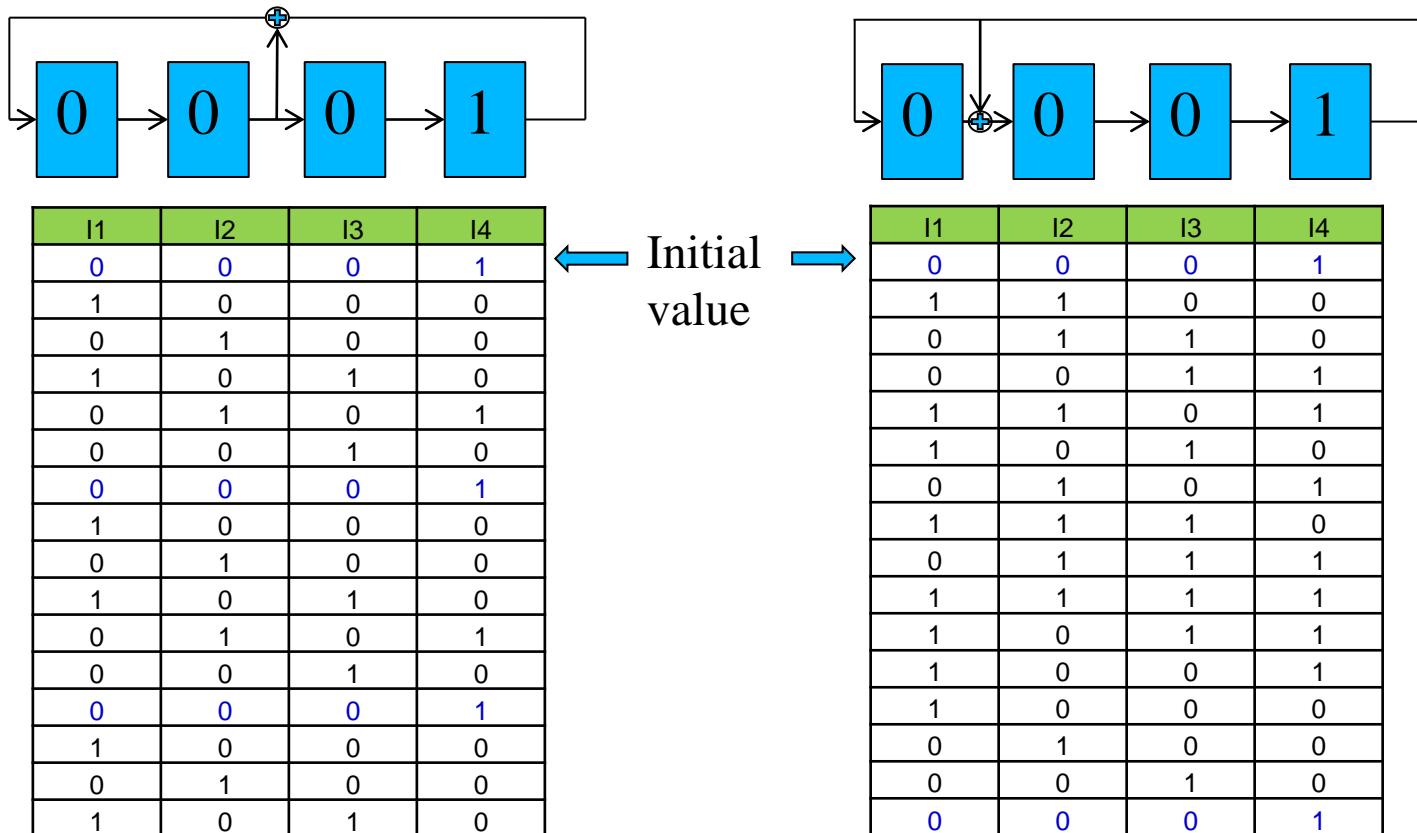 0 0 0 1
0 0 0 1
I1 I2 I3 I4
0 0 0 1
1 0 0 0
0 1 0 0
1 0 1 0
0 1 0 1
0 0 1 0
0 0 0 1
1 0 0 0
0 1 0 0
1 0 1 0
0 1 0 1
0 0 1 0
0 0 0 1
1 0 0 0
0 1 0 0
1 0 1 0
Initial
value
I1 I2 I3 I4
0 0 0 1
1 1 0 0
0 1 1 0
0 0 1 1
1 1 0 1
1 0 1 0
0 1 0 1
1 1 1 0
0 1 1 1
1 1 1 1
1 0 1 1
1 0 0 1
1 0 0 0
0 1 0 0
0 0 1 0
0 0 0 1